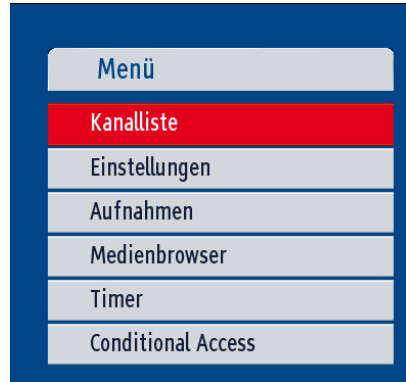 Menü
Kanalliste
Einstellungen
Aufnahmen
Medienbrowser
Timer
Conditional Access